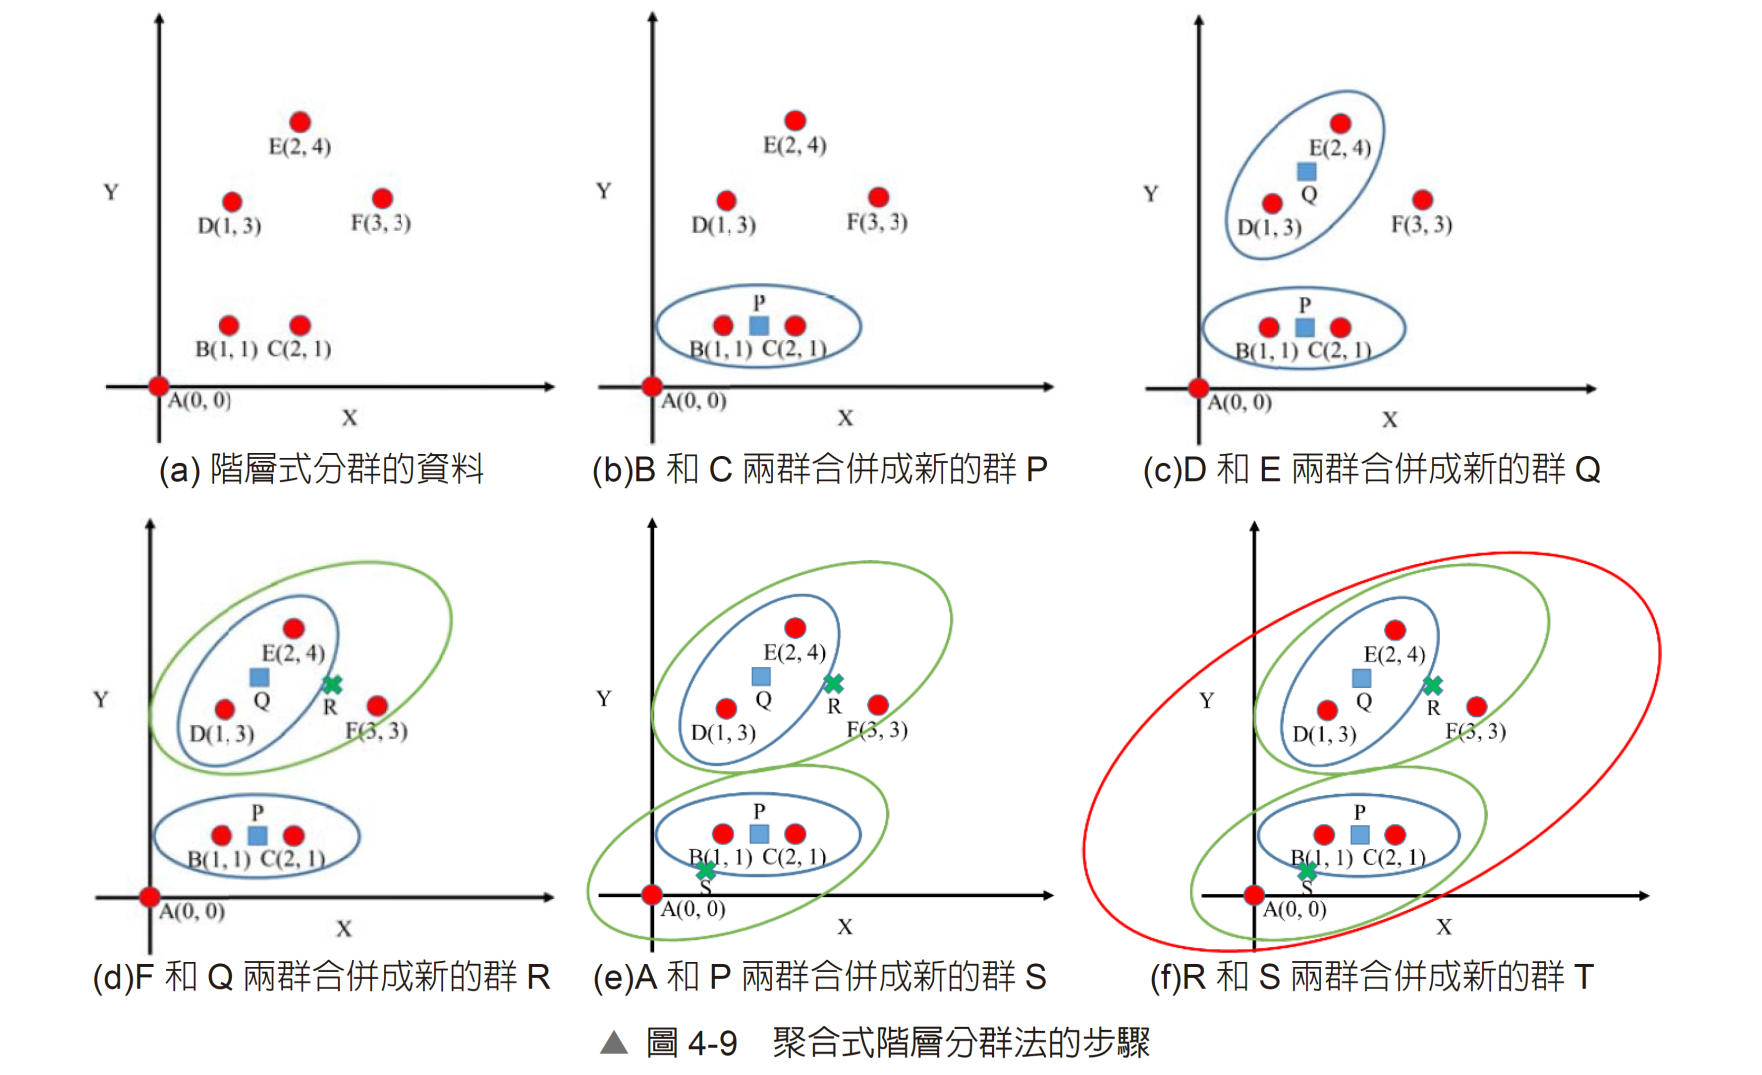 Y
E(2, 4)
D(1, 3)
F(3, 3)
B(1, 1) C(2, 1)
A(0, 0)
X
(a) 階層式分群的資料
Y
E(2, 4)
D(1, 3)
F(3, 3)
P
B(1, 1) C(2, 1)
A(0, 0)
X
(b)B 和 C 兩群合併成新的群 P
Y
E(2, 4)
Q
D(1, 3)
F(3, 3)
P
B(1, 1) C(2, 1)
A(0, 0)
X
(c)D 和 E 兩群合併成新的群 Q
Y
E(2, 4)
Q
R
D(1, 3)
F(3, 3)
P
B(1, 1) C(2, 1)
A(0, 0)
X
(d)F 和 Q 兩群合併成新的群 R
Y
E(2, 4)
Q
R
D(1, 3)
F(3, 3)
P
B(1, 1) C(2, 1)
S
A(0, 0)
X
(e)A 和 P 兩群合併成新的群 S
Y
E(2, 4)
Q
R
D(1, 3)
F(3, 3)
P
B(1, 1) C(2, 1)
S
A(0, 0)
X
(f)R 和 S 兩群合併成新的群 T
▲ 圖 4-9 聚合式階層分群法的步驟